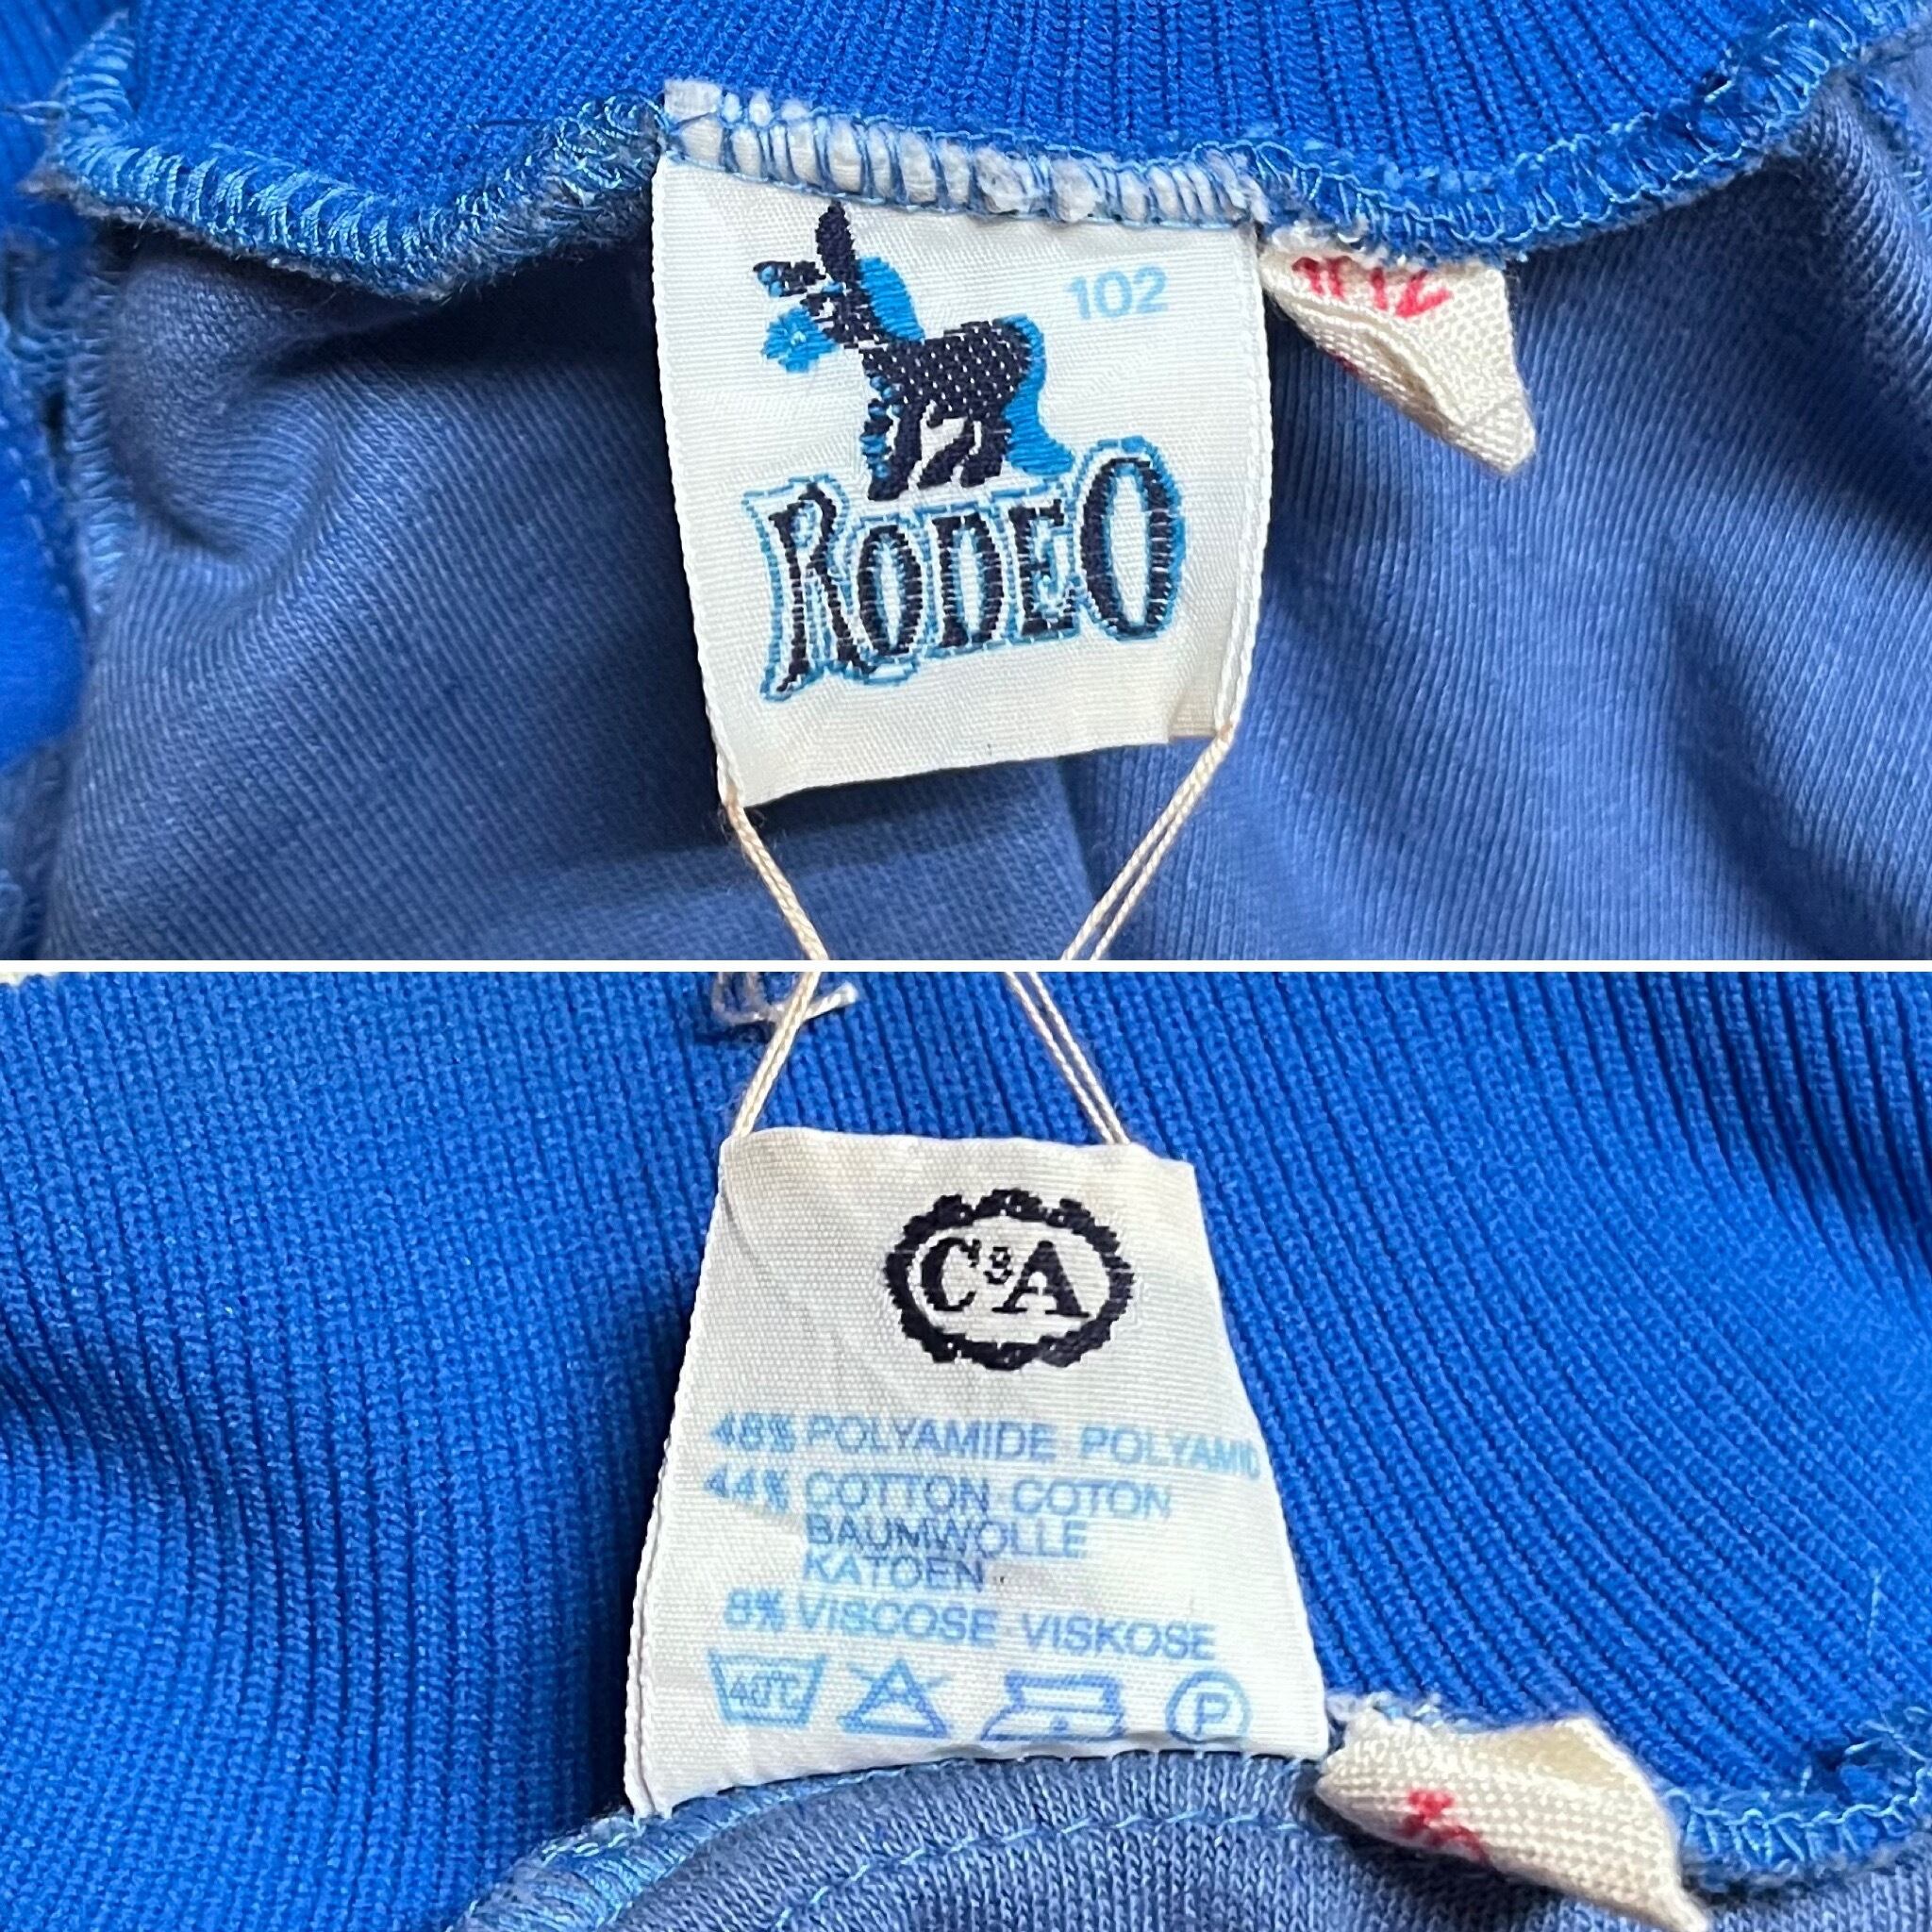 102
RODEO
C&A
48% POLYAMIDE POLYAMID
44% COTTON COTON
BAUMWOLLE
KATOEN
8% VISCOSE VISKOSE
40°C
P